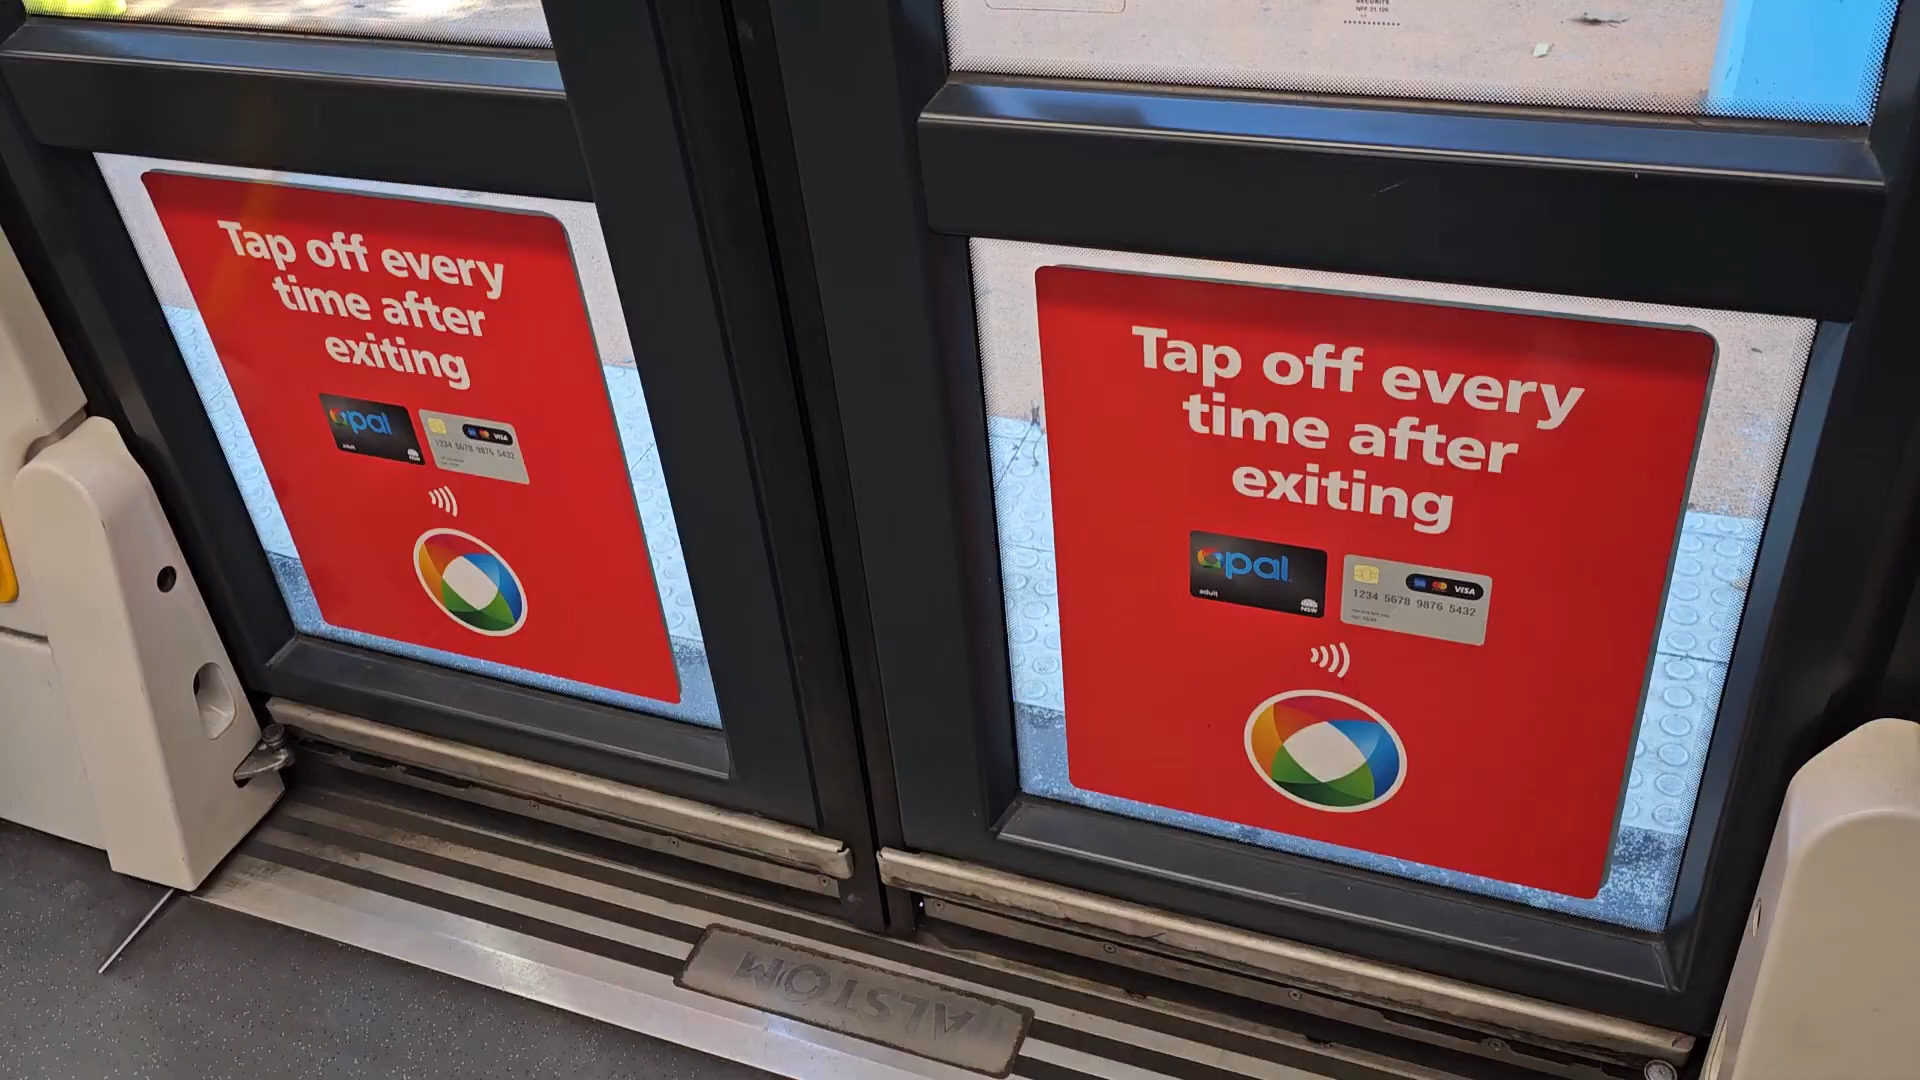 SECURITE
Tap off every
time after
exiting
opal
adult
NSW
VISA
1234 5678 9876 5432
Tap off every
time after
exiting
opal
adult
NSW
VISA
1234 5678 9876 5432
ALSTOM